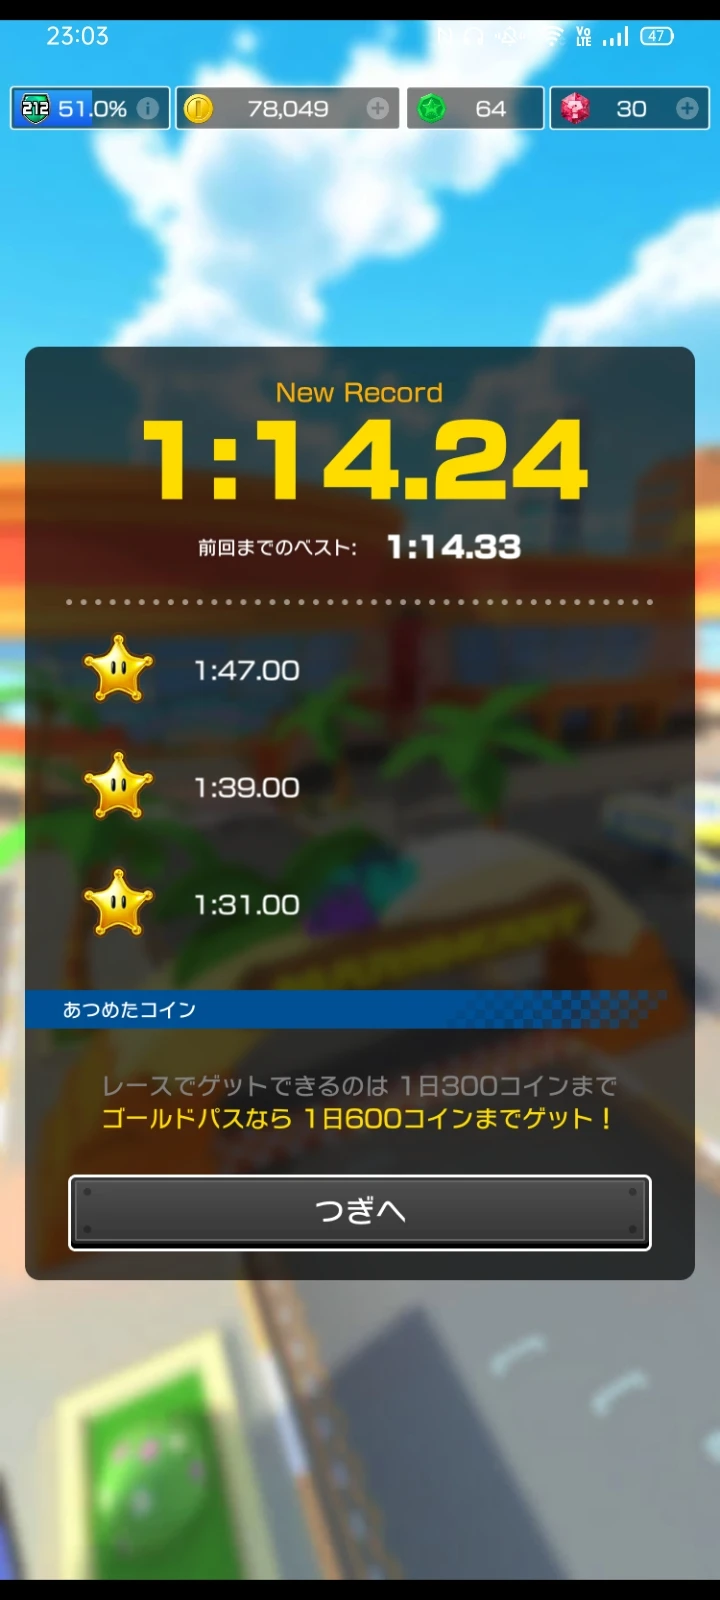 23:03
Vo LTE 47
212 51.0% 78,049 64 30
New Record
1:14.24
前回までのベスト: 1:14.33
1:47.00
1:39.00
1:31.00
あつめたコイン
レースでゲットできるのは 1日300コインまで
ゴールドパスなら 1日600コインまでゲット！
つぎへ